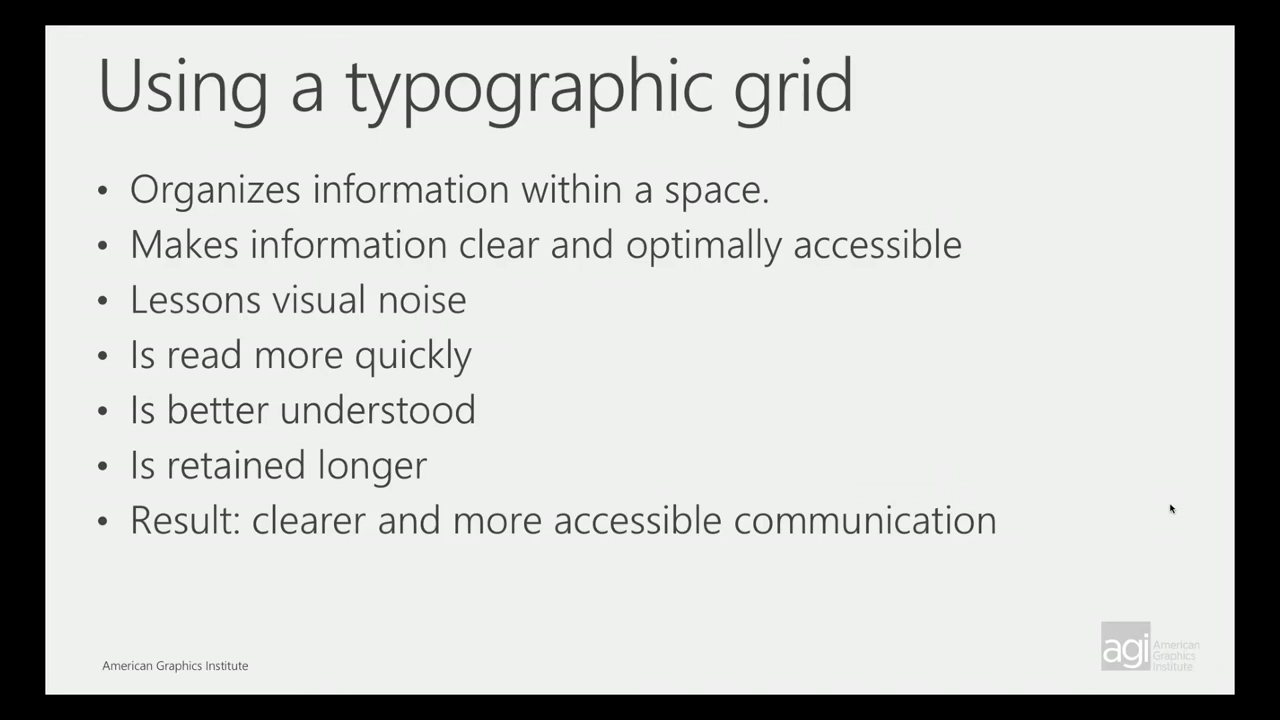 Using a typographic grid
• Organizes information within a space.
• Makes information clear and optimally accessible
• Lessons visual noise
• Is read more quickly
• Is better understood
• Is retained longer
• Result: clearer and more accessible communication
American Graphics Institute
agi
American
Graphics
Institute